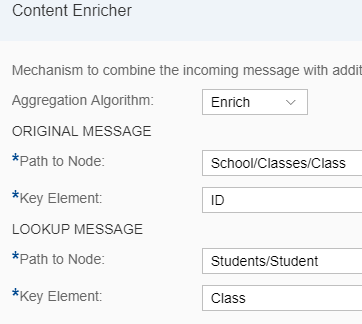 Content Enricher
Mechanism to combine the incoming message with addit
Aggregation Algorithm: Enrich
ORIGINAL MESSAGE
*Path to Node: School/Classes/Class
*Key Element: ID
LOOKUP MESSAGE
*Path to Node: Students/Student
*Key Element: Class